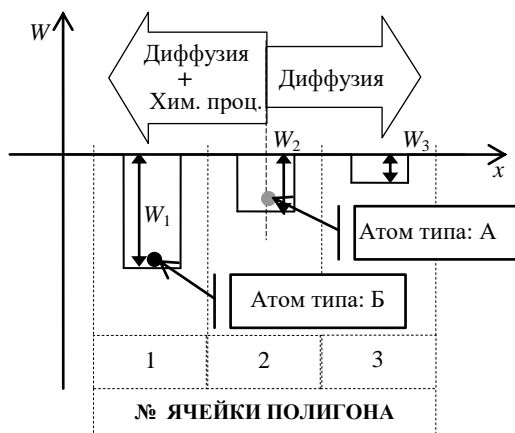 W
Диффузия
+
Хим. проц.
Диффузия
W2
W3
x
W1
Атом типа: А
Атом типа: Б
1
2
3
№ ЯЧЕЙКИ ПОЛИГОНА